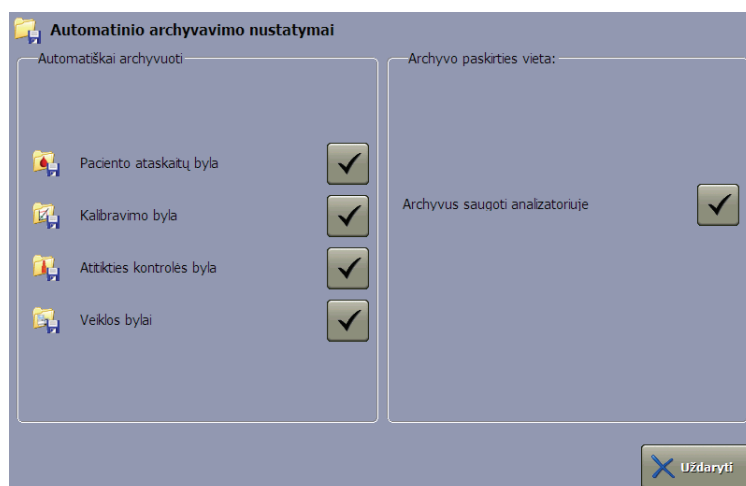 Automatinio archyvavimo nustatymai
Automatiškai archyvuoti
Paciento ataskaitų byla
Kalibravimo byla
Atitikties kontrolės byla
Veiklos bylai
Archyvo paskirties vieta:
Archyvus saugoti analizatoriuje
Uždaryti